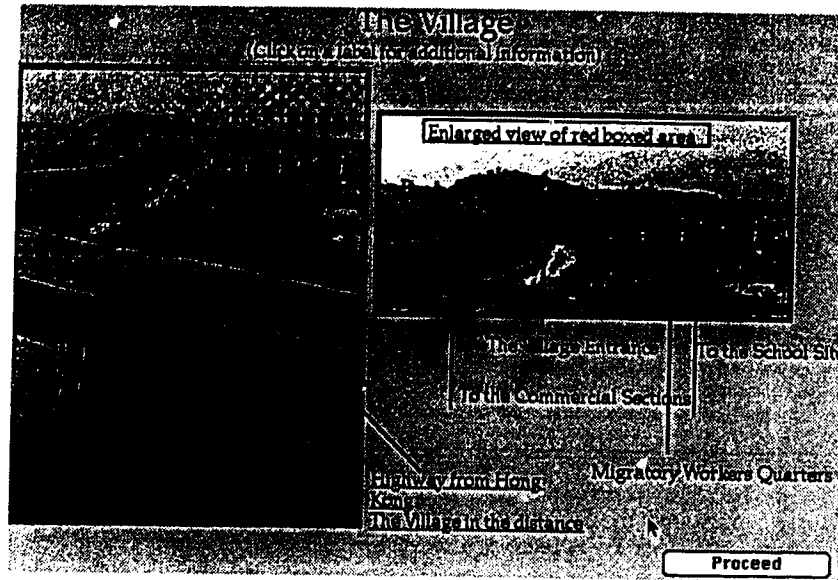 The Village
(Click on a label for additional information)
Enlarged view of red boxed area
The Village Entrance
To the School Sit
To the Commercial Sections
Highway from Hong
Kong
The Village in the distance
Migratory Workers Quarters
Proceed